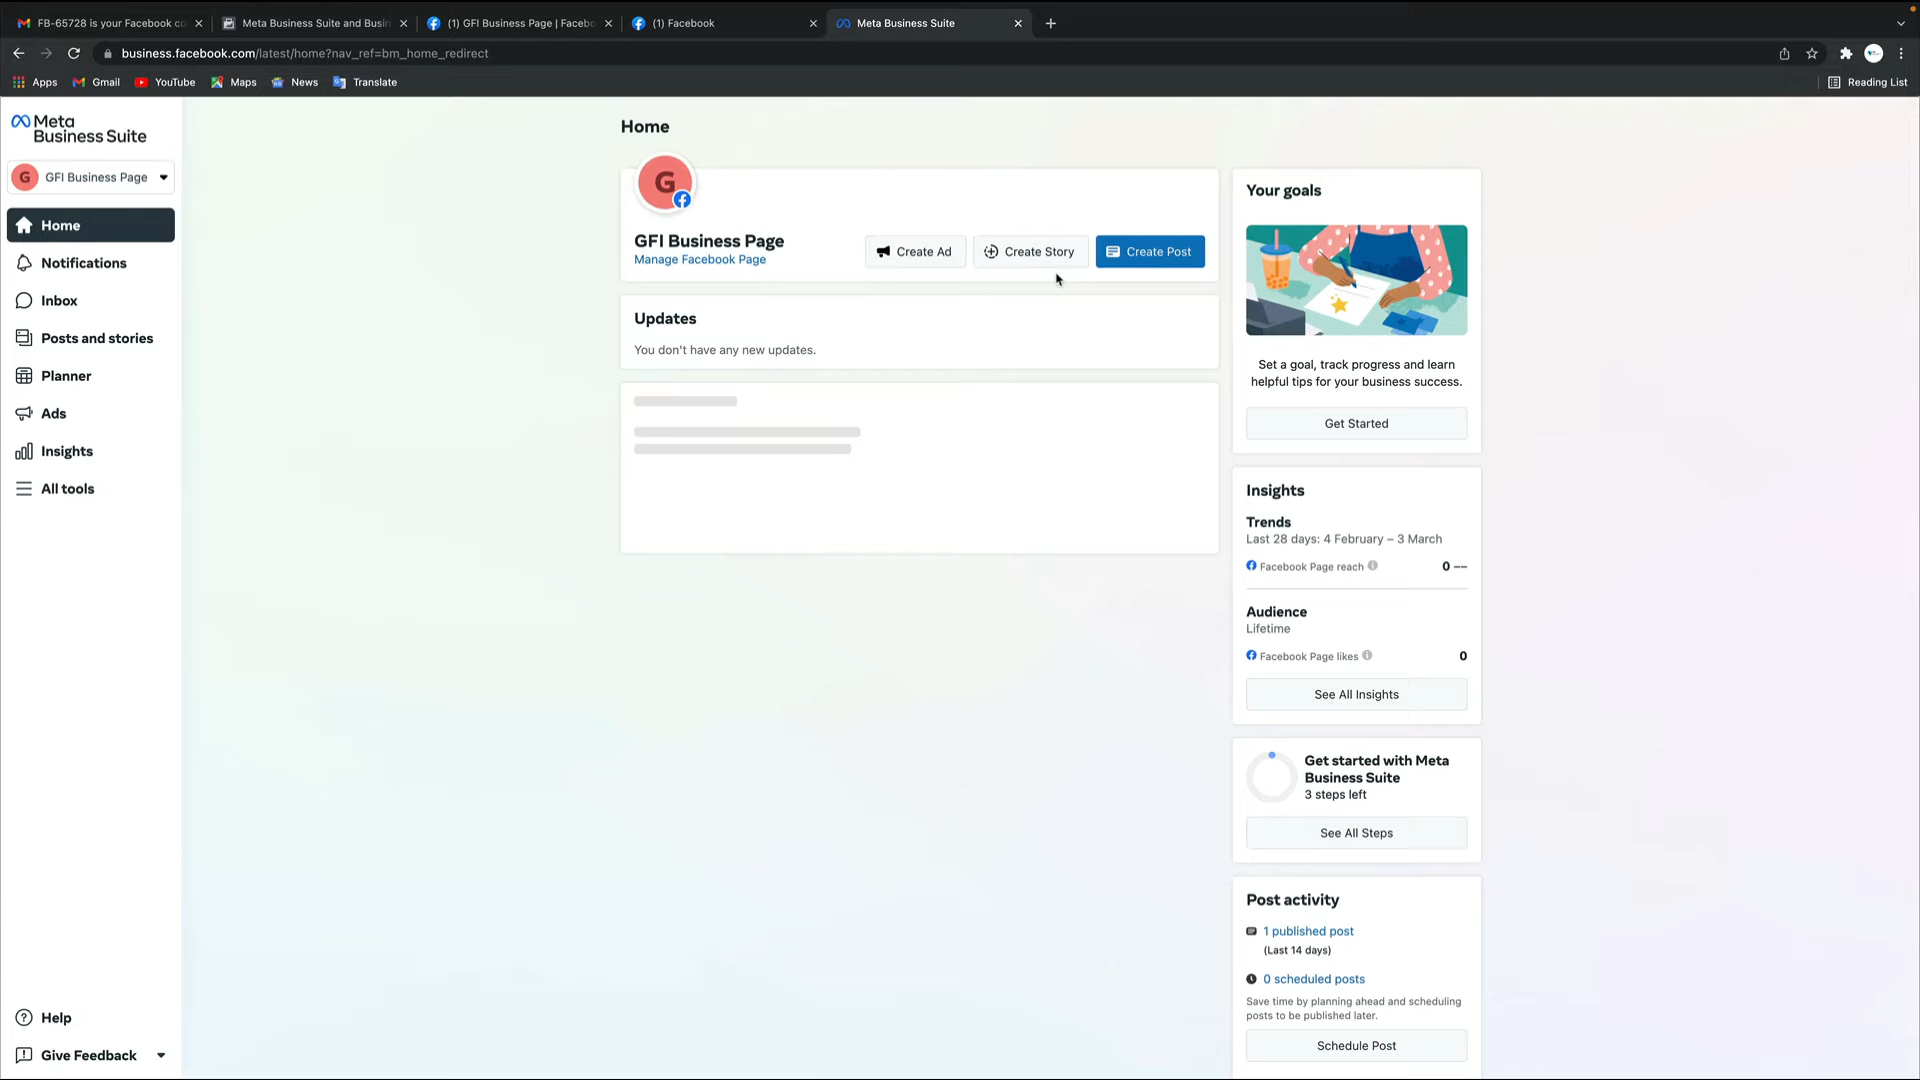 FB-65728 is your Facebook co
Meta Business Suite and Busin
(1) GFI Business Page | Facebo
(1) Facebook
Meta Business Suite
business.facebook.com/latest/home?nav_ref=bm_home_redirect
Apps
Gmail
YouTube
Maps
News
Translate
Reading List
Meta
Business Suite
G
GFI Business Page
Home
Notifications
Inbox
Posts and stories
Planner
Ads
Insights
All tools
Help
Give Feedback
Home
G
GFI Business Page
Manage Facebook Page
Create Ad
Create Story
Create Post
Updates
You don't have any new updates.
Your goals
Set a goal, track progress and learn
helpful tips for your business success.
Get Started
Insights
Trends
Last 28 days: 4 February – 3 March
Facebook Page reach
0 --
Audience
Lifetime
Facebook Page likes
0
See All Insights
Get started with Meta
Business Suite
3 steps left
See All Steps
Post activity
1 published post
(Last 14 days)
0 scheduled posts
Save time by planning ahead and scheduling
posts to be published later.
Schedule Post